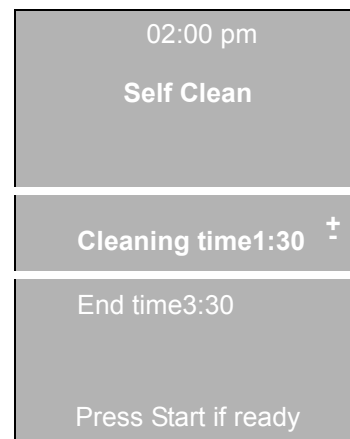 02:00 pm
Self Clean
Cleaning time1:30 +
-
End time3:30
Press Start if ready